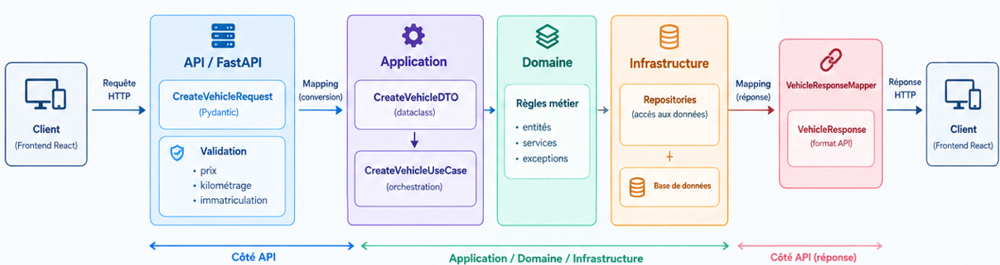 Client
(Frontend React)
Requête
HTTP
API / FastAPI
CreateVehicleRequest
(Pydantic)
Validation
• prix
• kilométrage
• immatriculation
Mapping
(conversion)
Application
CreateVehicleDTO
(dataclass)
CreateVehicleUseCase
(orchestration)
Domaine
Règles métier
• entités
• services
• exceptions
Infrastructure
Repositories
(accès aux données)
+
Base de données
Mapping
(réponse)
VehicleResponseMapper
VehicleResponse
(format API)
Réponse
HTTP
Client
(Frontend React)
Côté API
Application / Domaine / Infrastructure
Côté API (réponse)